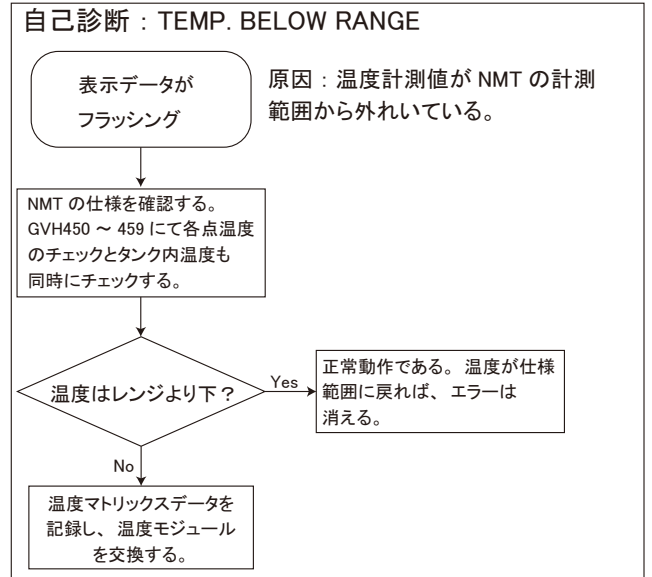 自己診断 : TEMP. BELOW RANGE
表示データが
フラッシング
原因 : 温度計測値が NMT の計測
範囲から外れいている。
NMT の仕様を確認する。
GVH450 ～ 459 にて各点温度
のチェックとタンク内温度も
同時にチェックする。
温度はレンジより下？
Yes
正常動作である。 温度が仕様
範囲に戻れば、 エラーは
消える。
No
温度マトリックスデータを
記録し、 温度モジュール
を交換する。